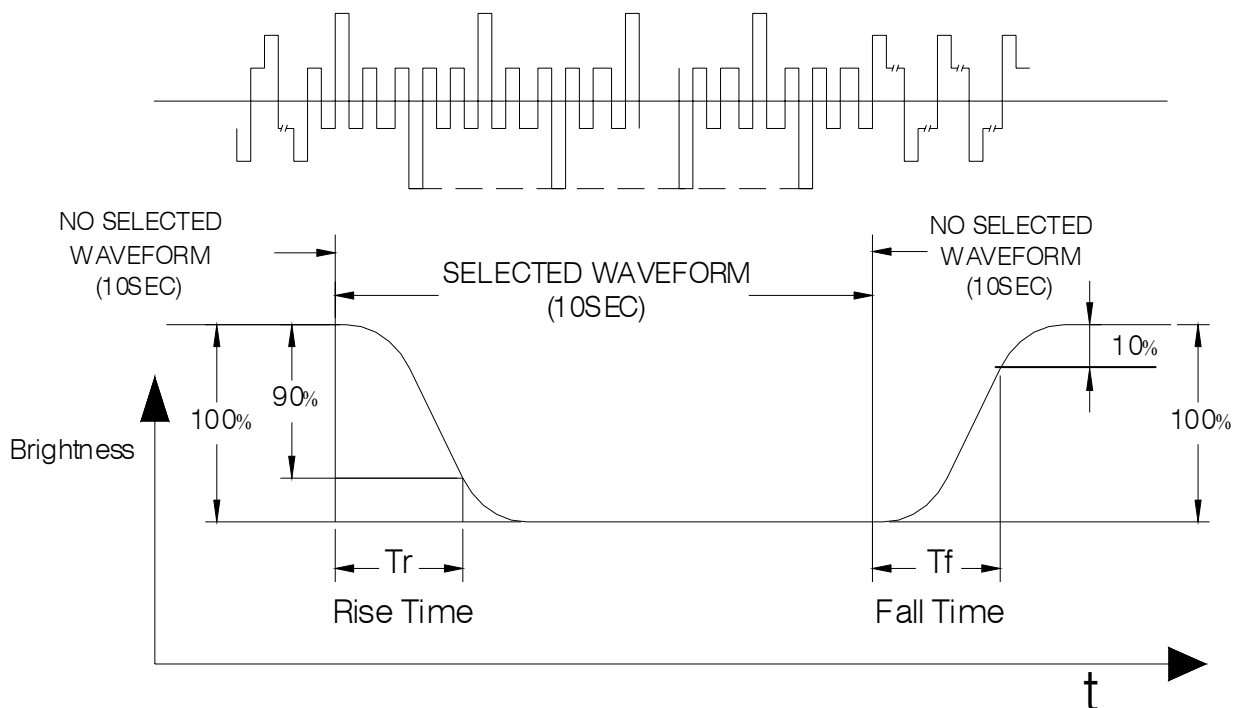 NO SELECTED
WAVEFORM
(10SEC)
SELECTED WAVEFORM
(10SEC)
NO SELECTED
WAVEFORM
(10SEC)
10%
90%
100%
100%
Brightness
Tr
Tf
Rise Time
Fall Time
t